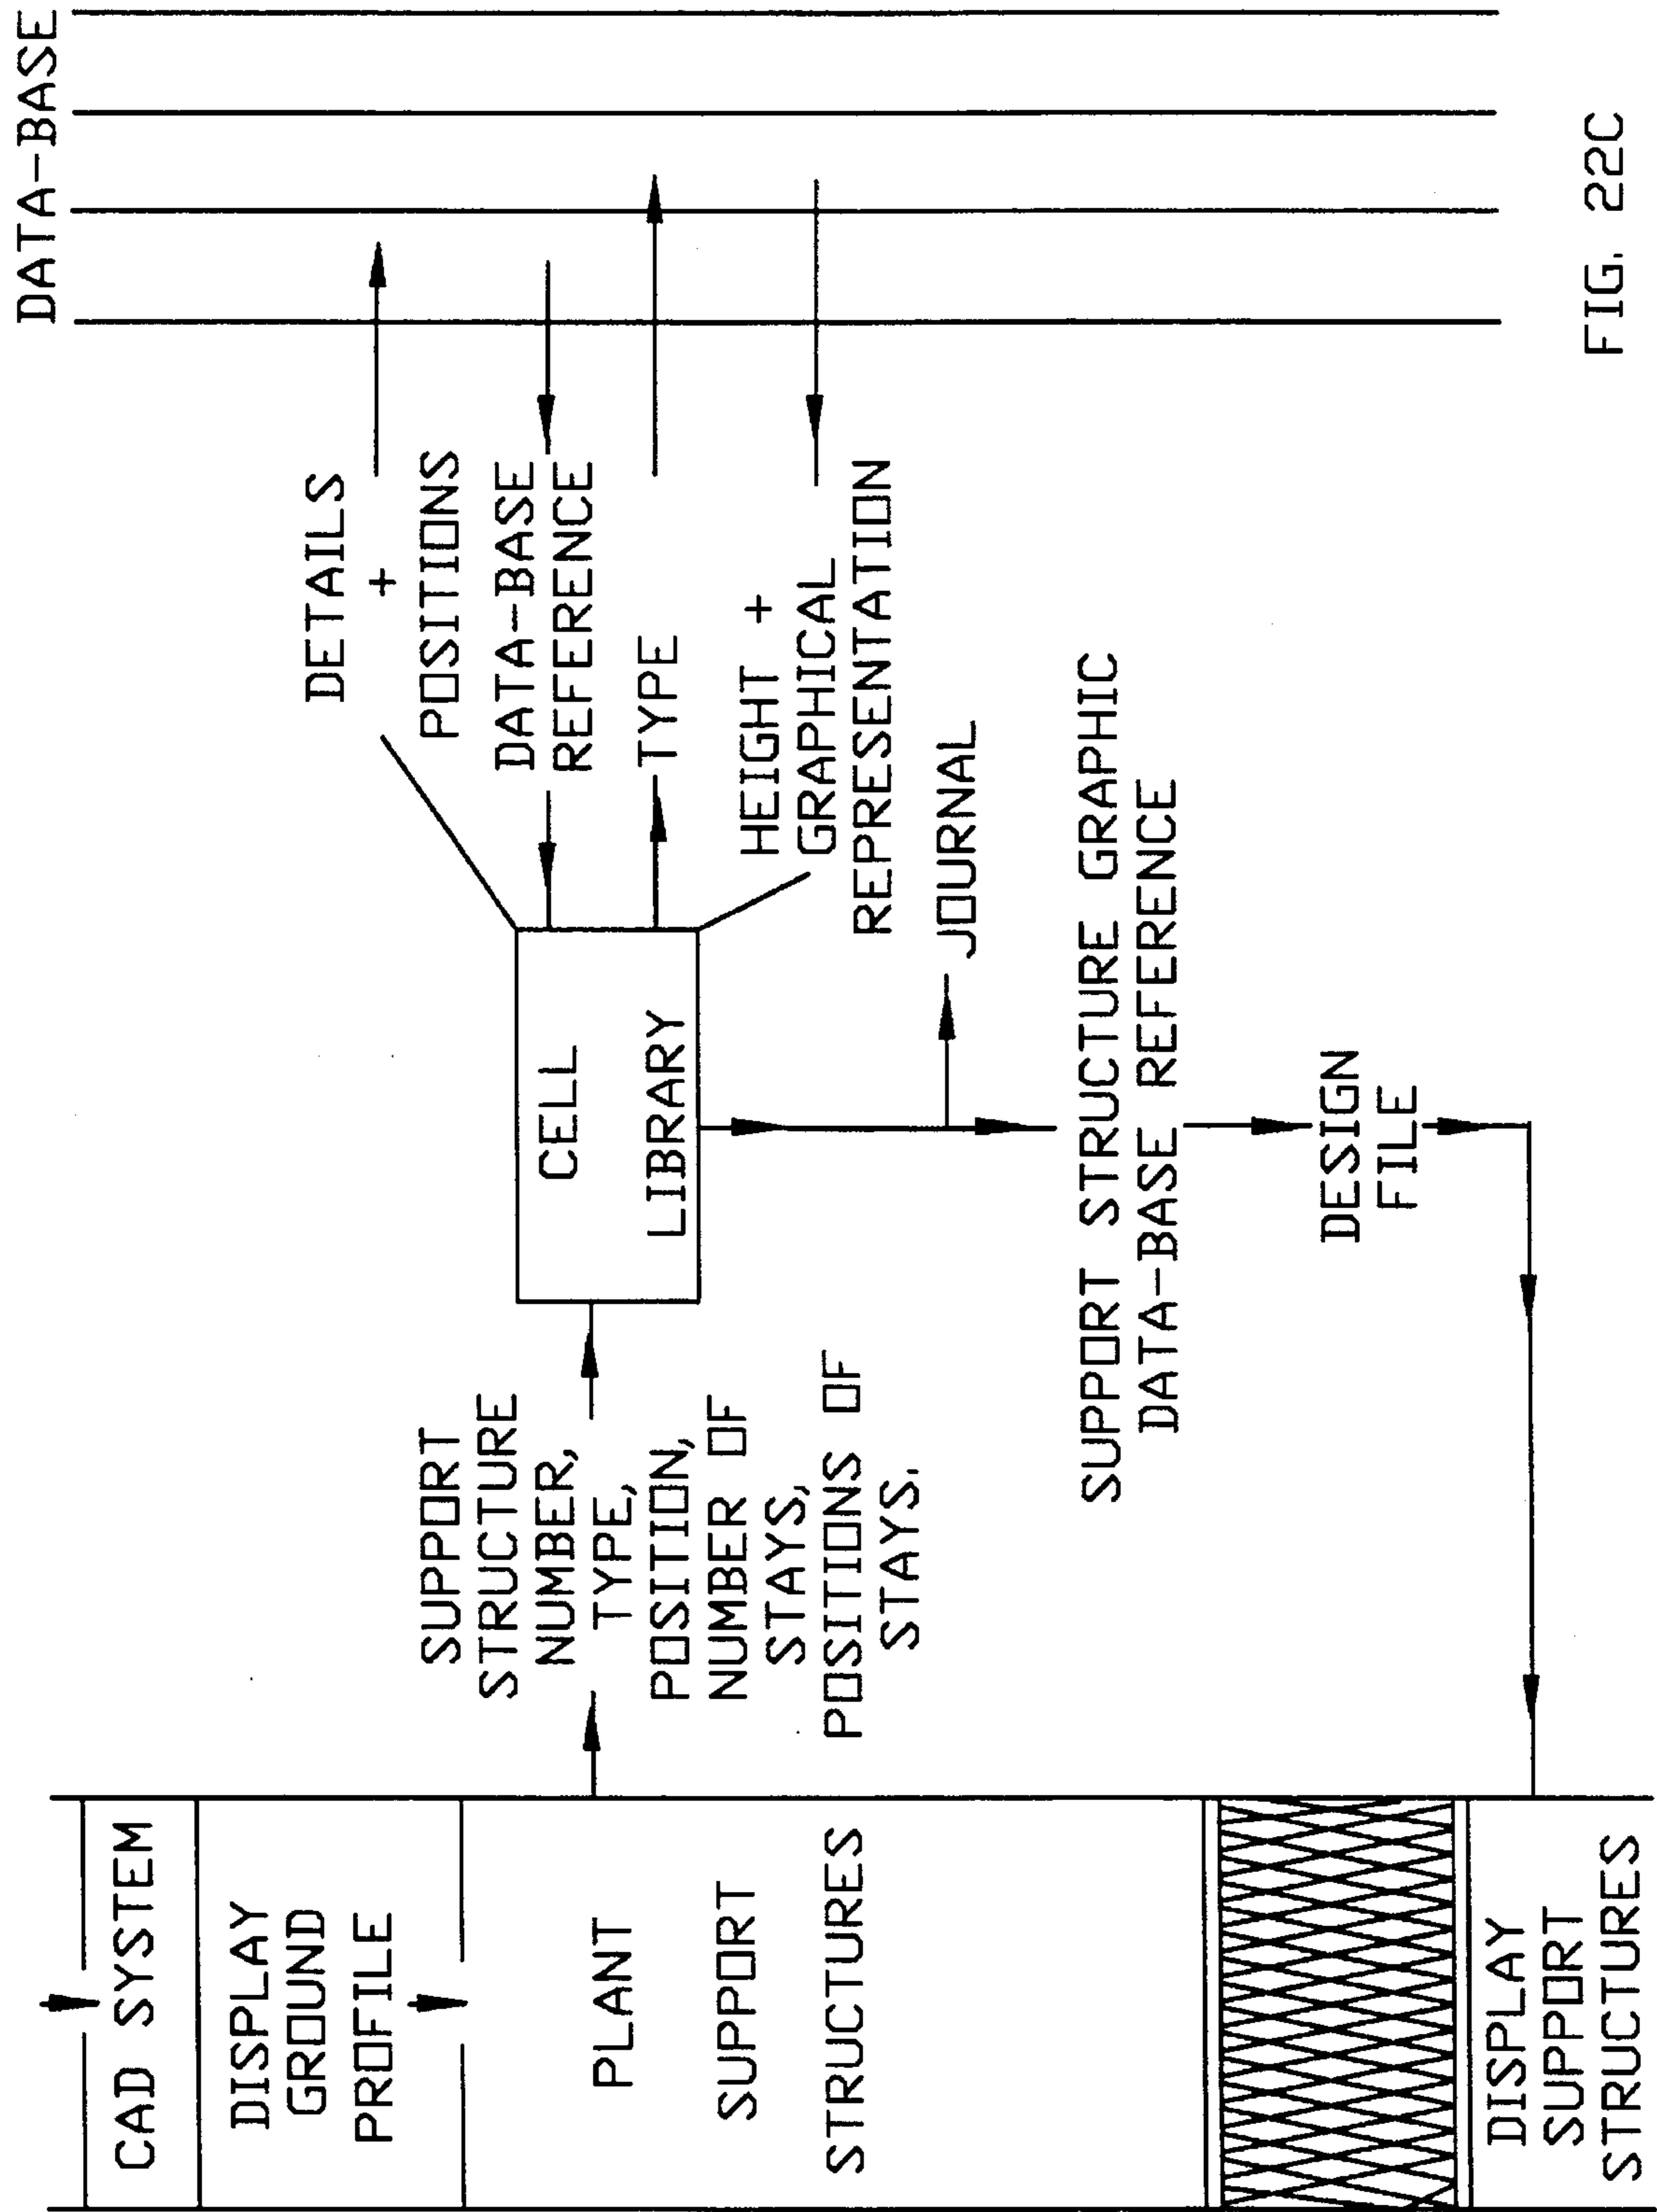 CAD SYSTEM
DISPLAY
GROUND
PROFILE
PLANT
SUPPORT
STRUCTURES
DISPLAY
SUPPORT
STRUCTURES
SUPPORT
STRUCTURE
NUMBER,
TYPE,
POSITION,
NUMBER OF
STAYS,
POSITIONS OF
STAYS.
CELL
LIBRARY
DETAILS
+
POSITIONS
DATA-BASE
REFERENCE
TYPE
HEIGHT +
GRAPHICAL
REPRESENTATION
JOURNAL
SUPPORT STRUCTURE GRAPHIC
DATA-BASE REFERENCE
DESIGN
FILE
DATA-BASE
FIG. 22C